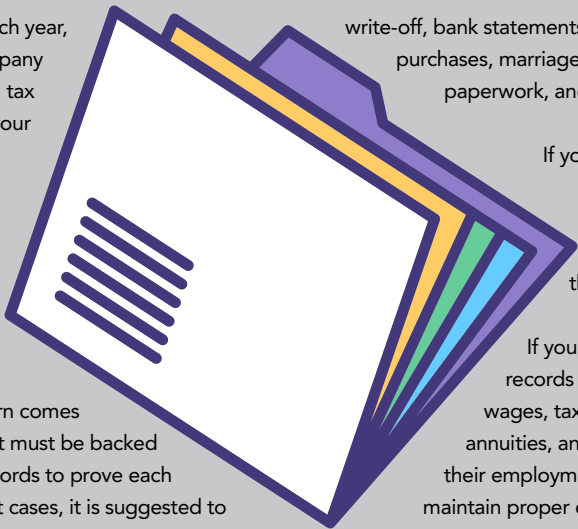 ch year,
pany
tax
our
rn comes
t must be backed
ords to prove each
t cases, it is suggested to
write-off, bank statements
purchases, marriage
paperwork, an
If yo
th
If you
records
wages, tax
annuities, an
their employm
maintain proper